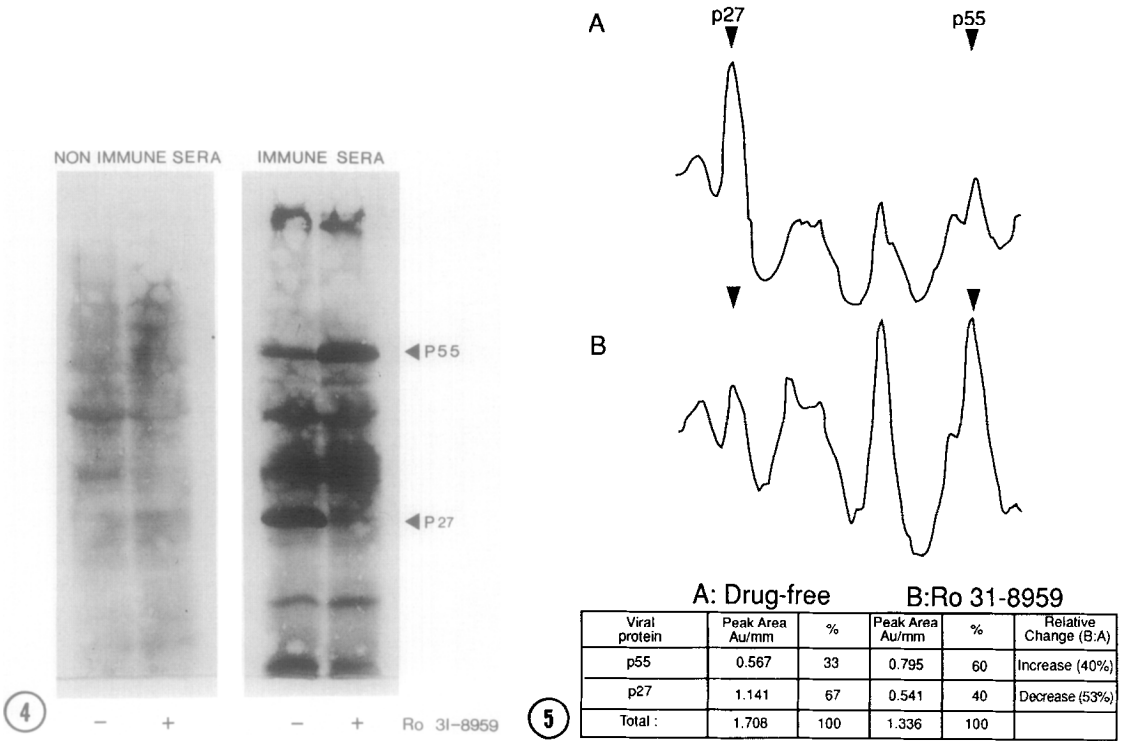 NON IMMUNE SERA
IMMUNE SERA
P55
P27
− + − + Ro 31-8959
4
A
p27
p55
B
A: Drug-free B:Ro 31-8959
Viral protein Peak Area Au/mm % Peak Area Au/mm % Relative Change (B:A)
p55 0.567 33 0.795 60 Increase (40%)
p27 1.141 67 0.541 40 Decrease (53%)
Total : 1.708 100 1.336 100
5